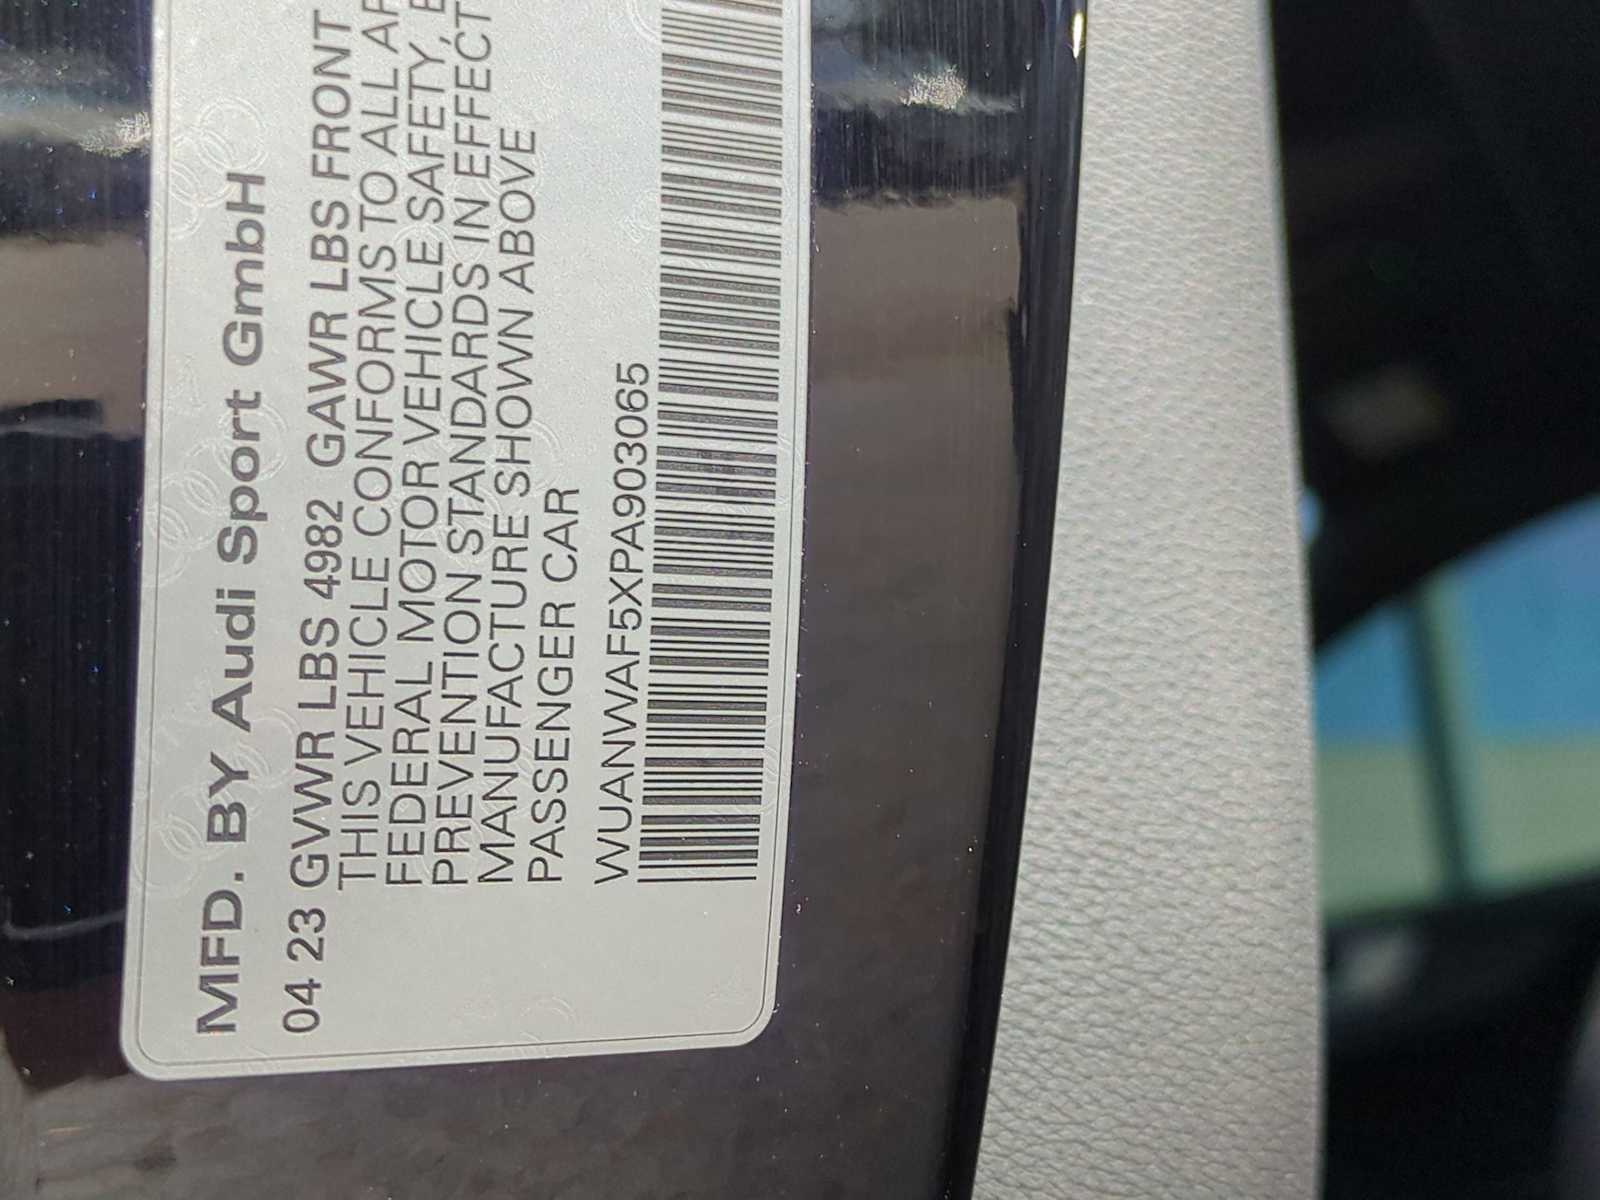 MFD. BY Audi Sport GmbH
04 23 GVWR LBS 4982 GAWR LBS FRONT
THIS VEHICLE CONFORMS TO ALL AP
FEDERAL MOTOR VEHICLE SAFETY,
PREVENTION STANDARDS IN EFFECT
MANUFACTURE SHOWN ABOVE
PASSENGER CAR
WUANWAF5XPA903065